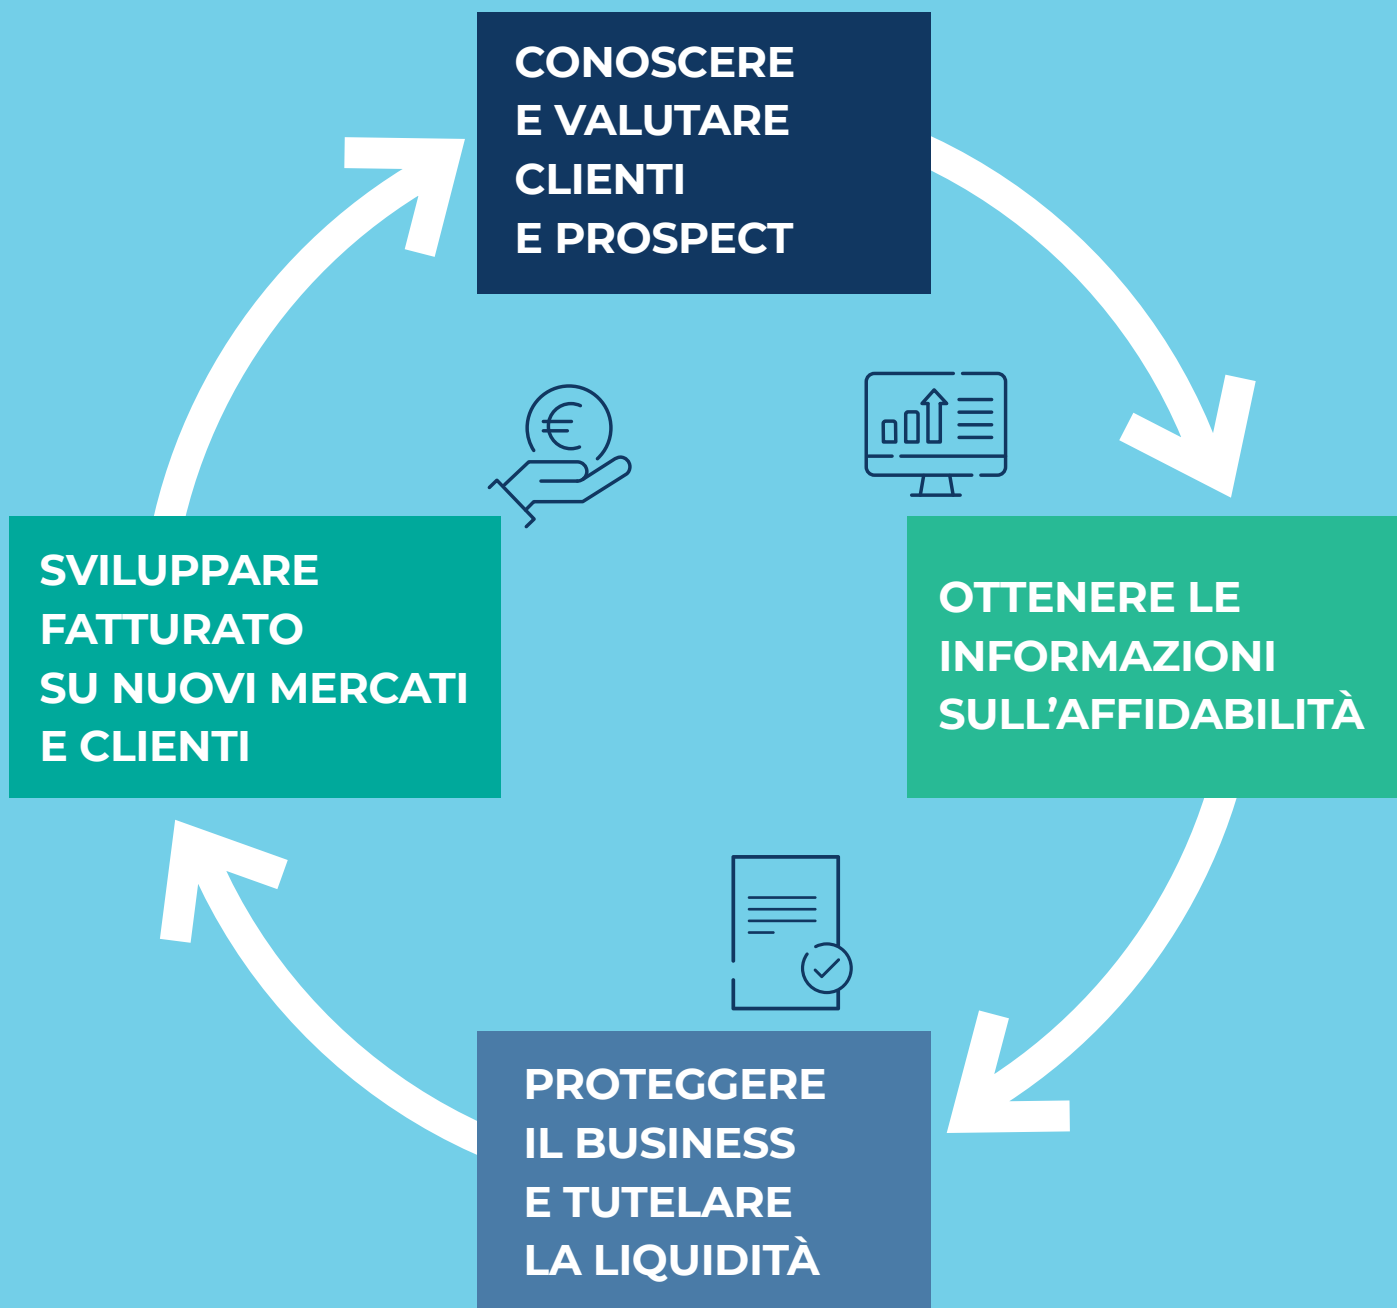 CONOSCERE
E VALUTARE
CLIENTI
E PROSPECT
OTTENERE LE
INFORMAZIONI
SULL’AFFIDABILITÀ
PROTEGGERE
IL BUSINESS
E TUTELARE
LA LIQUIDITÀ
SVILUPPARE
FATTURATO
SU NUOVI MERCATI
E CLIENTI
€